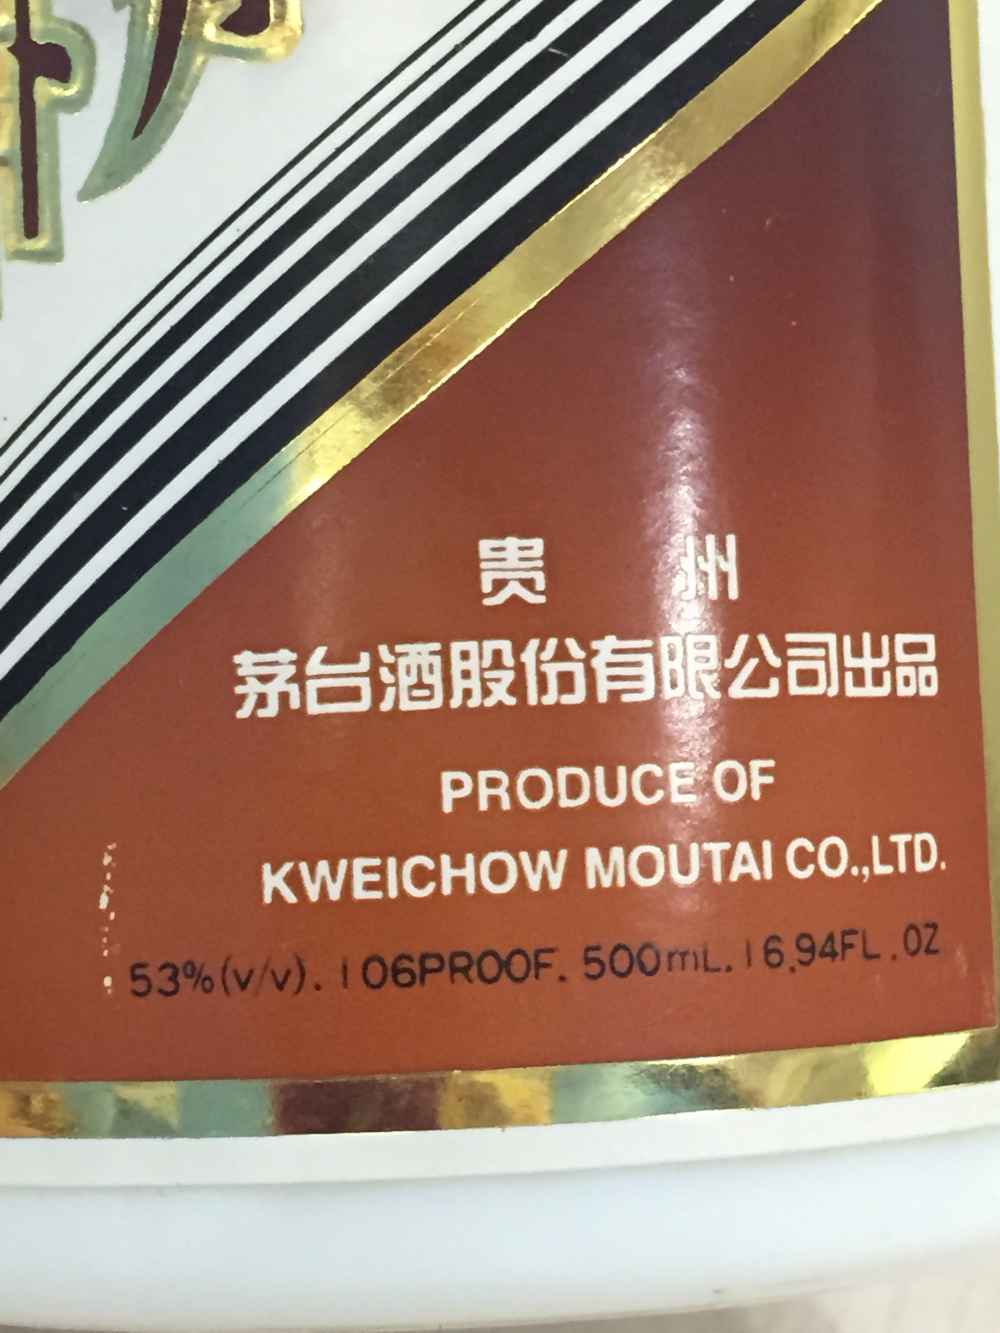 贵 州
茅台酒股份有限公司出品
PRODUCE OF
KWEICHOW MOUTAI CO.,LTD.
53%(v/v). 106PROOF. 500mL. 16.94FL.OZ